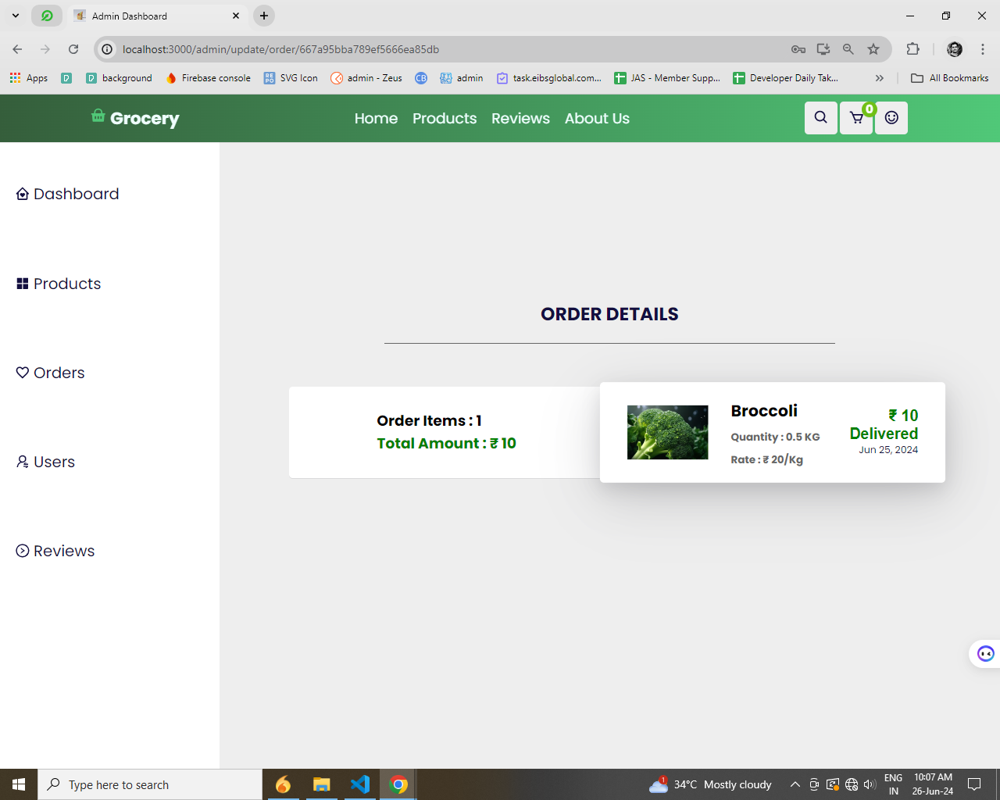 Admin Dashboard
localhost:3000/admin/update/order/667a95bba789ef5666ea85db
Apps
background
Firebase console
REPO
SVG Icon
admin - Zeus
CB
admin
task.eibsglobal.com...
JAS - Member Supp...
Developer Daily Tak...
All Bookmarks
Grocery
Home
Products
Reviews
About Us
0
Dashboard
Products
Orders
Users
Reviews
ORDER DETAILS
Order Items : 1
Total Amount : ₹ 10
Broccoli
Quantity : 0.5 KG
Rate : ₹ 20/Kg
₹ 10
Delivered
Jun 25, 2024
Type here to search
1
34°C Mostly cloudy
ENG
IN
10:07 AM
26-Jun-24